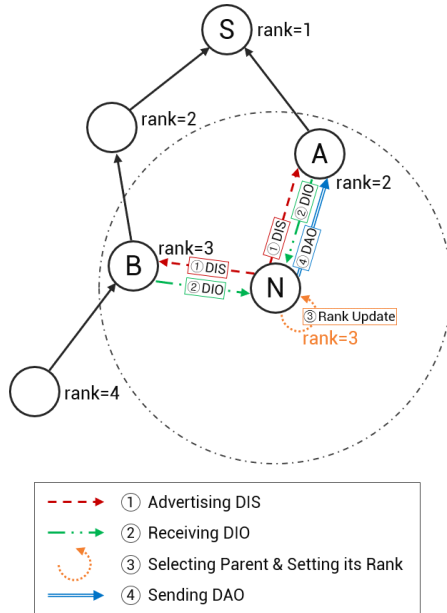 S
rank=1
rank=2
A
rank=2
① DIS
② DIO
④ DAO
rank=3
B
① DIS
② DIO
N
③ Rank Update
rank=3
rank=4
① Advertising DIS
② Receiving DIO
③ Selecting Parent & Setting its Rank
④ Sending DAO